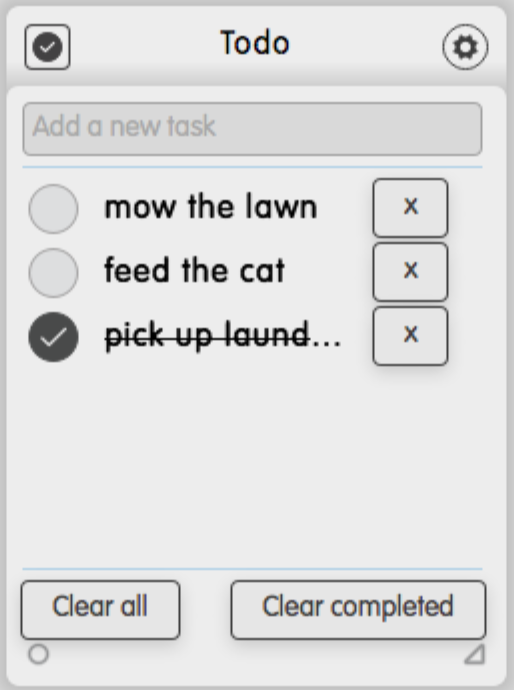 Todo
Add a new task
mow the lawn x
feed the cat x
pick up laund... x
Clear all Clear completed